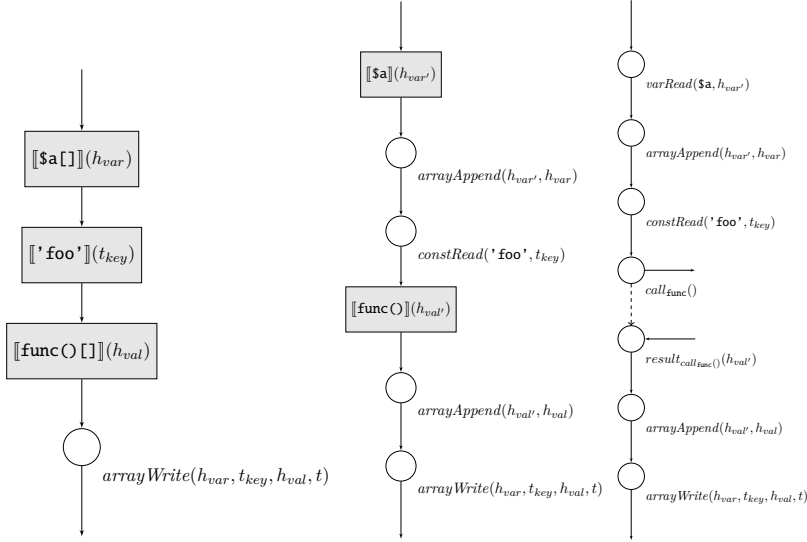 ⟦$a[]⟧(h_var)
⟦'foo'⟧(t_key)
⟦func()[]⟧(h_val)
arrayWrite(h_var, t_key, h_val, t)
⟦$a⟧(h_var′)
arrayAppend(h_var′, h_var)
constRead('foo', t_key)
⟦func()⟧(h_val′)
arrayAppend(h_val′, h_val)
arrayWrite(h_var, t_key, h_val, t)
varRead($a, h_var′)
arrayAppend(h_var′, h_var)
constRead('foo', t_key)
call_func()
result_call_func()(h_val′)
arrayAppend(h_val′, h_val)
arrayWrite(h_var, t_key, h_val, t)